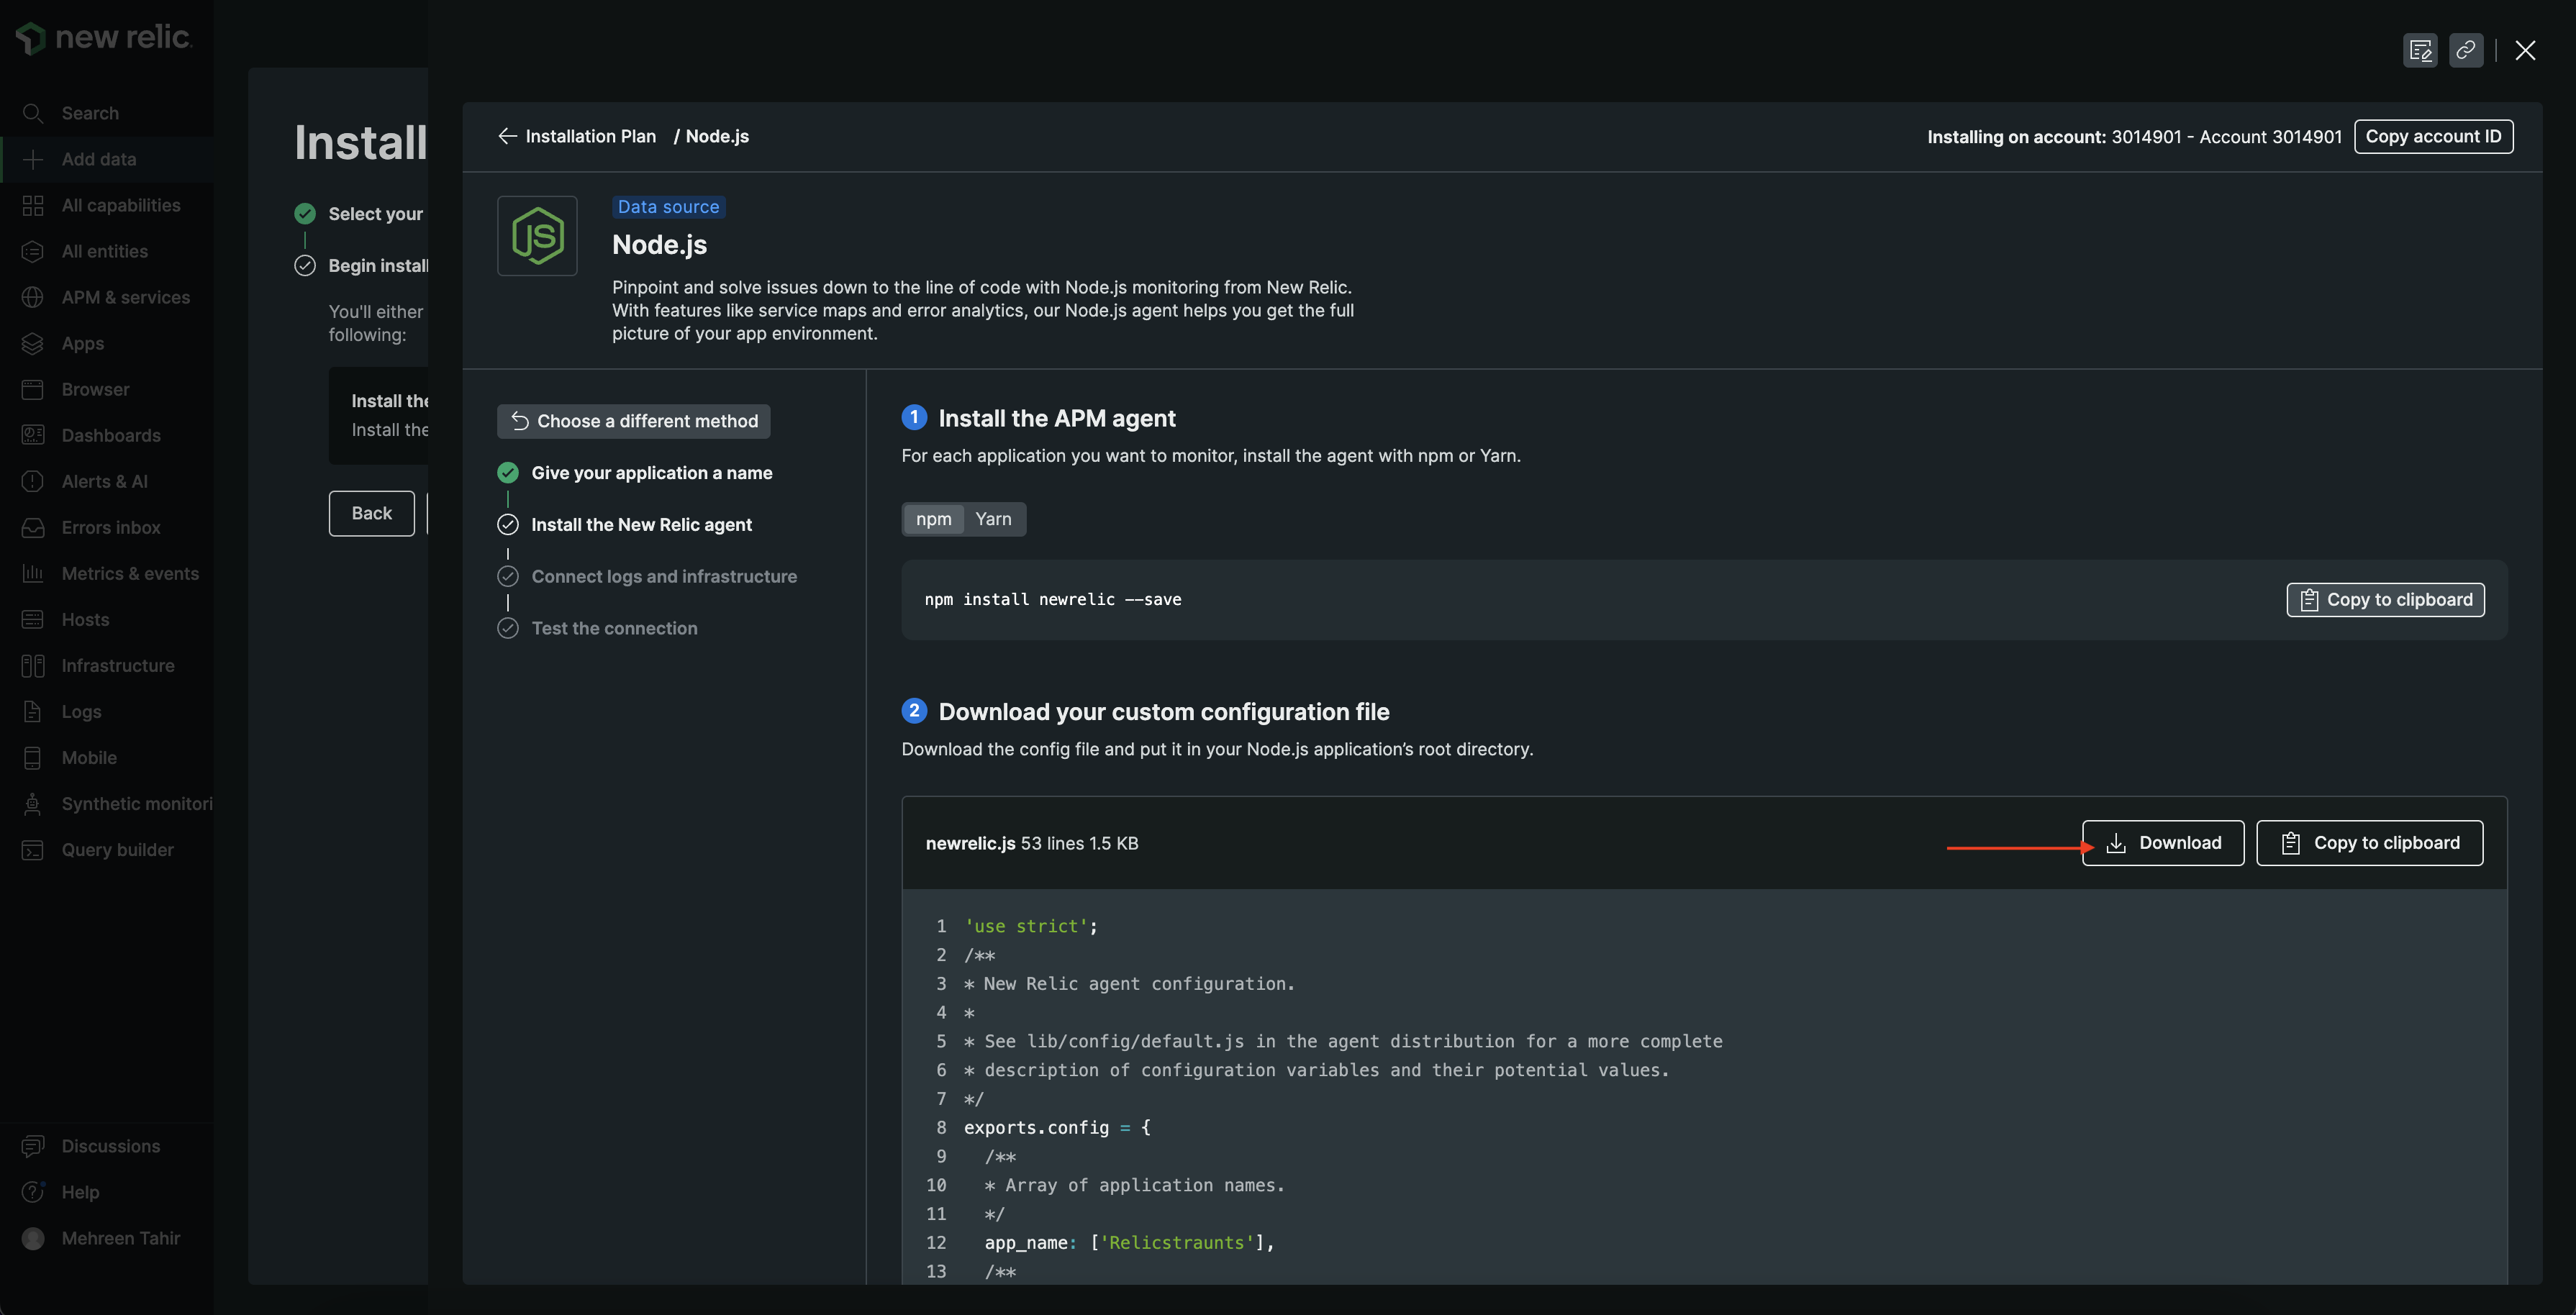 new relic.
Search
Add data
All capabilities
All entities
APM & services
Apps
Browser
Dashboards
Alerts & AI
Errors inbox
Metrics & events
Hosts
Infrastructure
Logs
Mobile
Synthetic monitori
Query builder
Discussions
Help
Mehreen Tahir
Install
Select your
Begin install
You'll either
following:
Install the
Install the
Back
Installation Plan / Node.js
Installing on account: 3014901 - Account 3014901
Copy account ID
JS
Data source
Node.js
Pinpoint and solve issues down to the line of code with Node.js monitoring from New Relic.
With features like service maps and error analytics, our Node.js agent helps you get the full
picture of your app environment.
Choose a different method
Give your application a name
Install the New Relic agent
Connect logs and infrastructure
Test the connection
1 Install the APM agent
For each application you want to monitor, install the agent with npm or Yarn.
npm Yarn
npm install newrelic --save
Copy to clipboard
2 Download your custom configuration file
Download the config file and put it in your Node.js application’s root directory.
newrelic.js 53 lines 1.5 KB
Download
Copy to clipboard
1 'use strict';
2 /**
3 * New Relic agent configuration.
4 *
5 * See lib/config/default.js in the agent distribution for a more complete
6 * description of configuration variables and their potential values.
7 */
8 exports.config = {
9 /**
10 * Array of application names.
11 */
12 app_name: ['Relicstraunts'],
13 /**